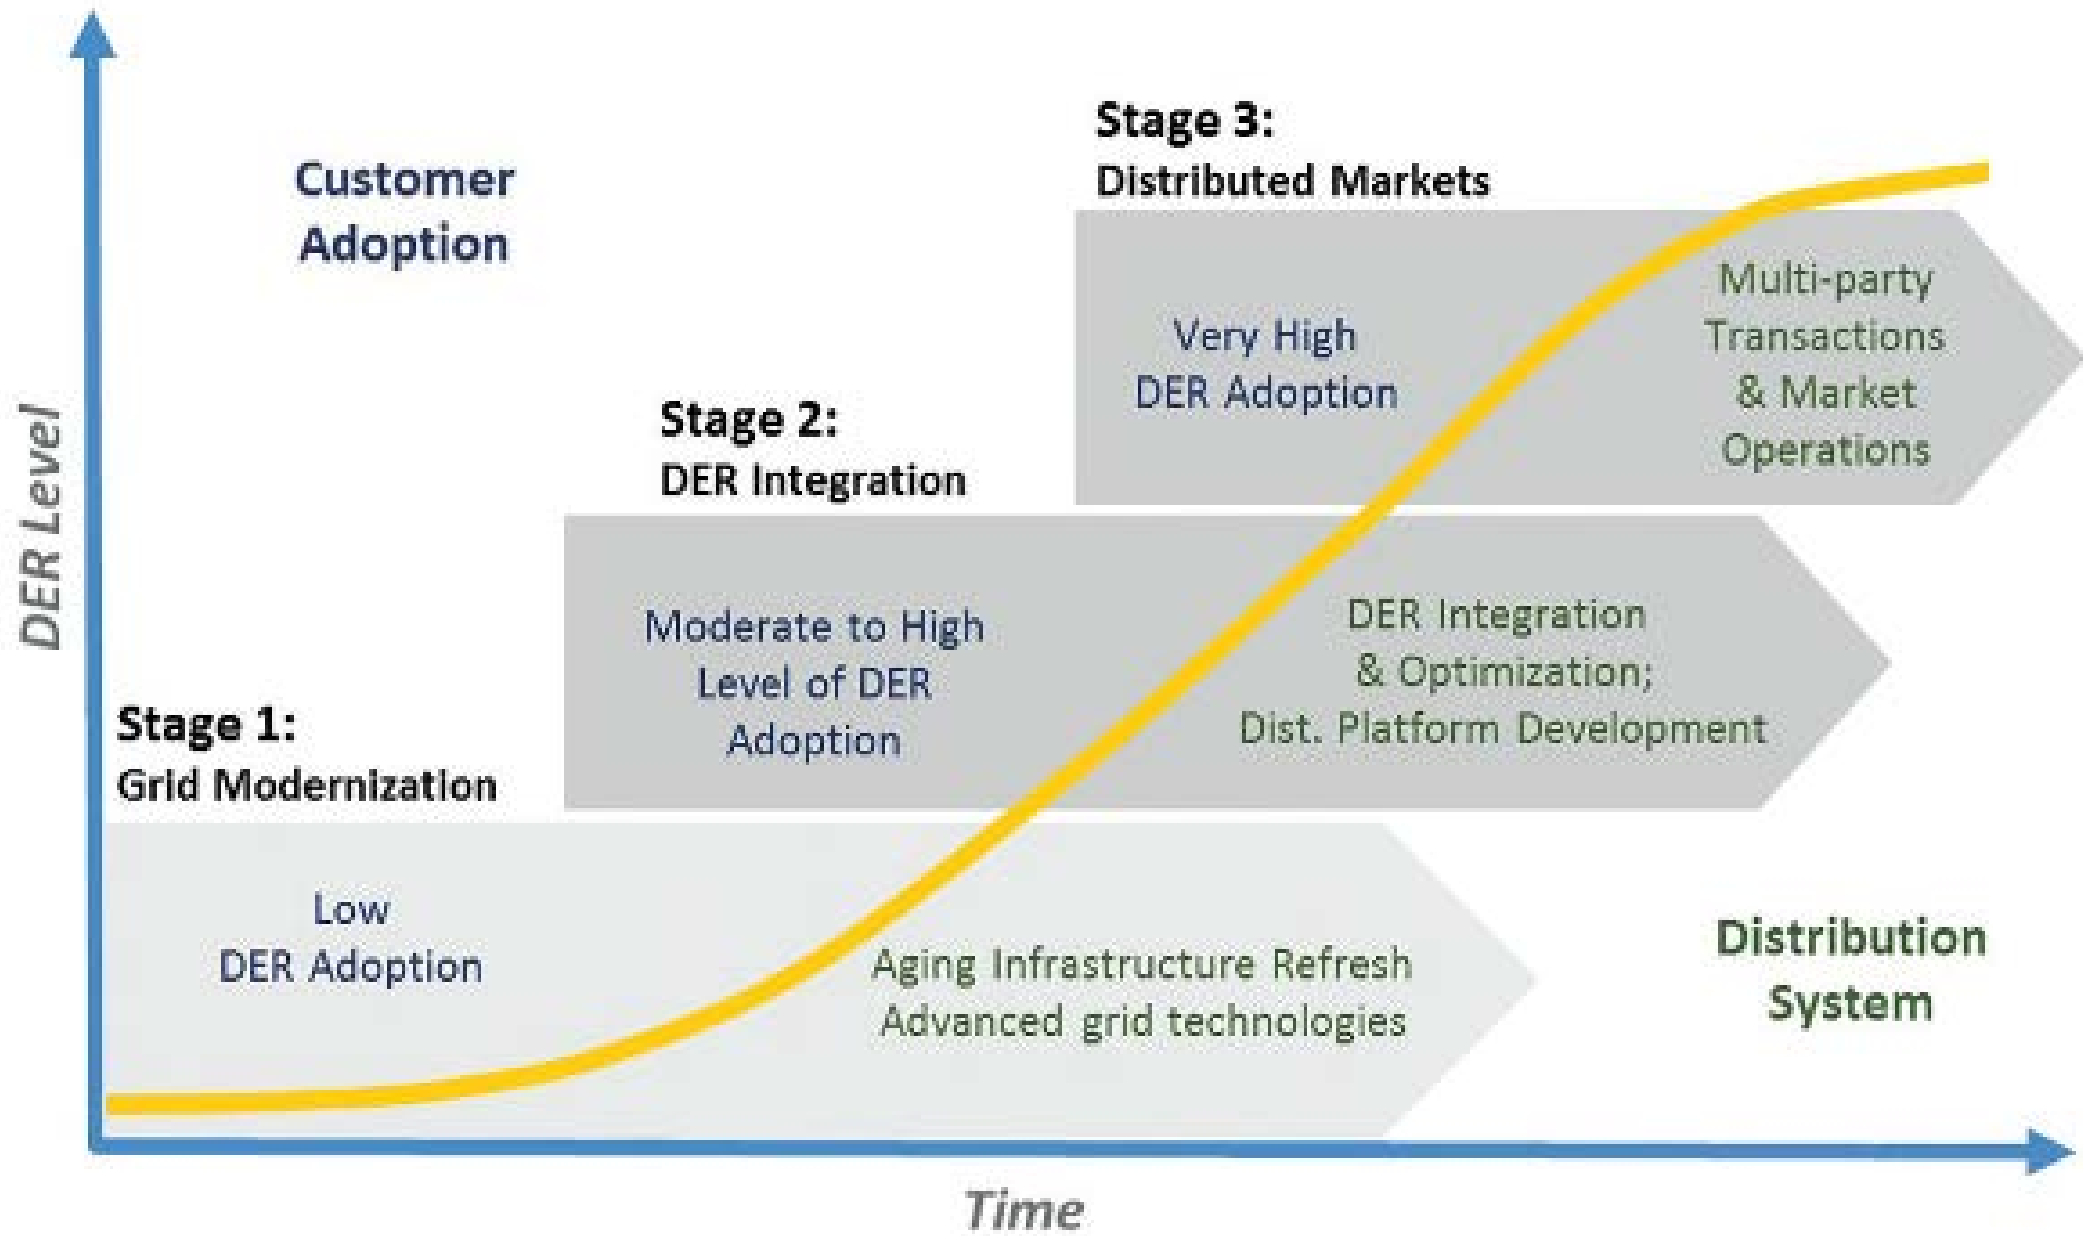 Customer
Adoption
Stage 3:
Distributed Markets
Very High
DER Adoption
Multi-party
Transactions
& Market
Operations
Stage 2:
DER Integration
Moderate to High
Level of DER
Adoption
DER Integration
& Optimization;
Dist. Platform Development
Stage 1:
Grid Modernization
Low
DER Adoption
Aging Infrastructure Refresh
Advanced grid technologies
Distribution
System
DER Level
Time